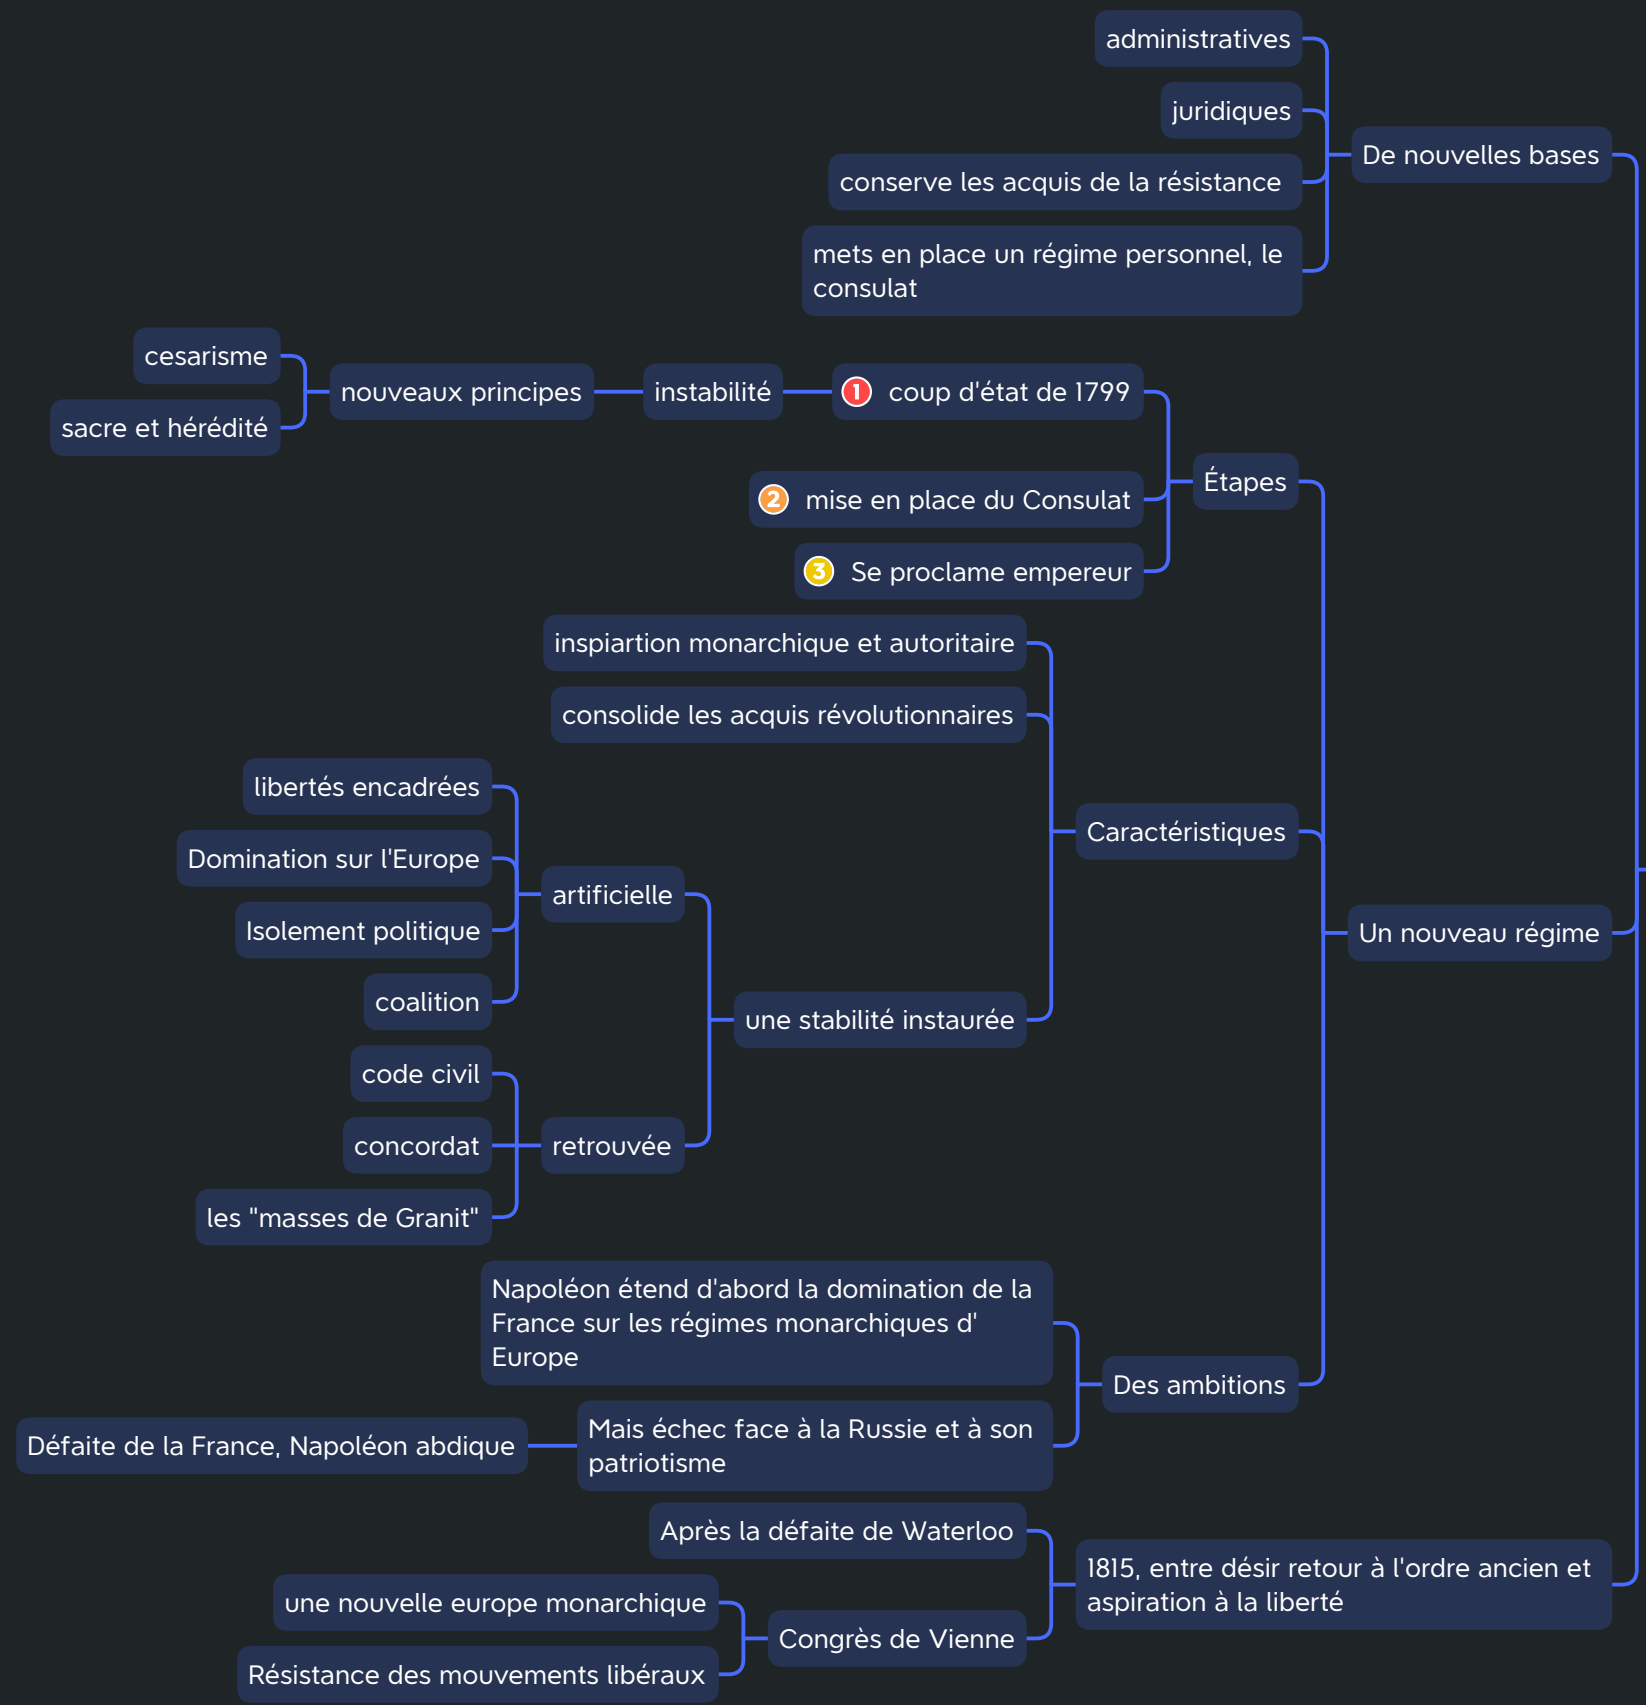 administratives
juridiques
De nouvelles bases
conserve les acquis de la résistance
mets en place un régime personnel, le
consulat
cesarisme
sacre et hérédité
nouveaux principes
instabilité
1 coup d'état de 1799
2 mise en place du Consulat
3 Se proclame empereur
Étapes
inspiartion monarchique et autoritaire
consolide les acquis révolutionnaires
libertés encadrées
Domination sur l'Europe
Isolement politique
coalition
artificielle
code civil
concordat
les "masses de Granit"
retrouvée
une stabilité instaurée
Caractéristiques
Un nouveau régime
Napoléon étend d'abord la domination de la
France sur les régimes monarchiques d'
Europe
Des ambitions
Mais échec face à la Russie et à son
patriotisme
Défaite de la France, Napoléon abdique
Après la défaite de Waterloo
1815, entre désir retour à l'ordre ancien et
aspiration à la liberté
une nouvelle europe monarchique
Congrès de Vienne
Résistance des mouvements libéraux